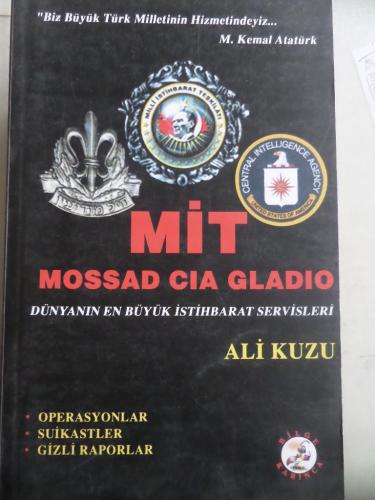 "Biz Büyük Türk Milletinin Hizmetindeyiz...
M. Kemal Atatürk
MİLLİ İSTİHBARAT TEŞKİLATI
CENTRAL INTELLIGENCE AGENCY
UNITED STATES OF AMERICA
MİT
MOSSAD CIA GLADIO
DÜNYANIN EN BÜYÜK İSTİHBARAT SERVİSLERİ
ALİ KUZU
• OPERASYONLAR
• SUİKASTLER
• GİZLİ RAPORLAR
BİLGE
KARINCA